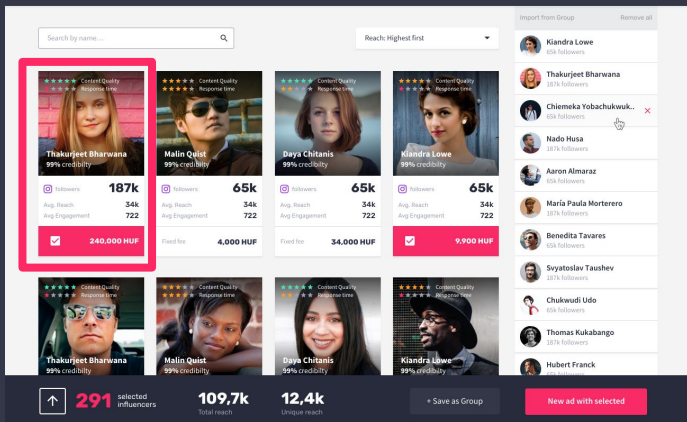 Import from Group Remove all
Search by name...
Reach: Highest first
Content Quality
Response time
Thakurjeet Bharwana
99% credibilty
followers 187k
Avg. Reach 34k
Avg Engagement 722
240,000 HUF
Content Quality
Response time
Malin Quist
99% credibilty
followers 65k
Avg. Reach 34k
Avg Engagement 722
Fixed fee 4,000 HUF
Content Quality
Response time
Daya Chitanis
99% credibilty
followers 65k
Avg. Reach 34k
Avg Engagement 722
Fixed fee 34,000 HUF
Content Quality
Response time
Kiandra Lowe
99% credibilty
followers 65k
Avg. Reach 34k
Avg Engagement 722
9,900 HUF
Content Quality
Response time
Thakurjeet Bharwana
99% credibilty
Content Quality
Response time
Malin Quist
99% credibilty
Content Quality
Response time
Daya Chitanis
99% credibilty
Content Quality
Response time
Kiandra Lowe
99% credibilty
Kiandra Lowe
65k followers
Thakurjeet Bharwana
187k followers
Chiemeka Yobachukwuk..
65k followers
Nado Husa
187k followers
Aaron Almaraz
65k followers
María Paula Morterero
187k followers
Benedita Tavares
65k followers
Svyatoslav Taushev
187k followers
Chukwudi Udo
65k followers
Thomas Kukabango
187k followers
Hubert Franck
65k followers
291 selected
influencers
109,7k
Total reach
12,4k
Unique reach
+ Save as Group
New ad with selected